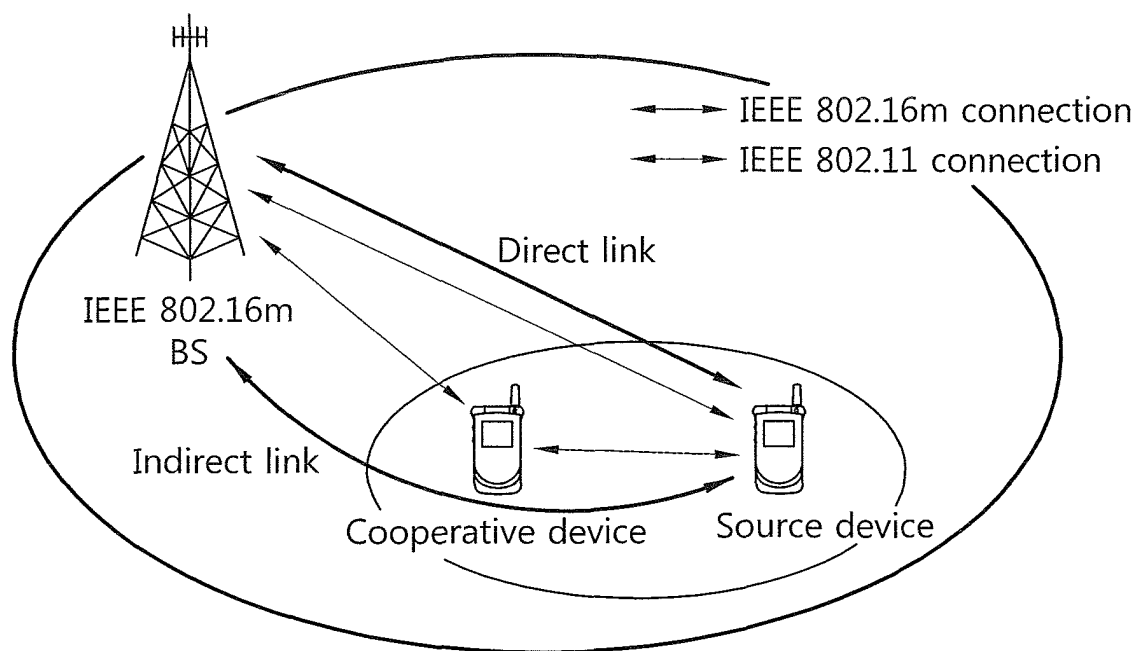 IEEE 802.16m connection
IEEE 802.11 connection
Direct link
IEEE 802.16m
BS
Indirect link
Cooperative device
Source device